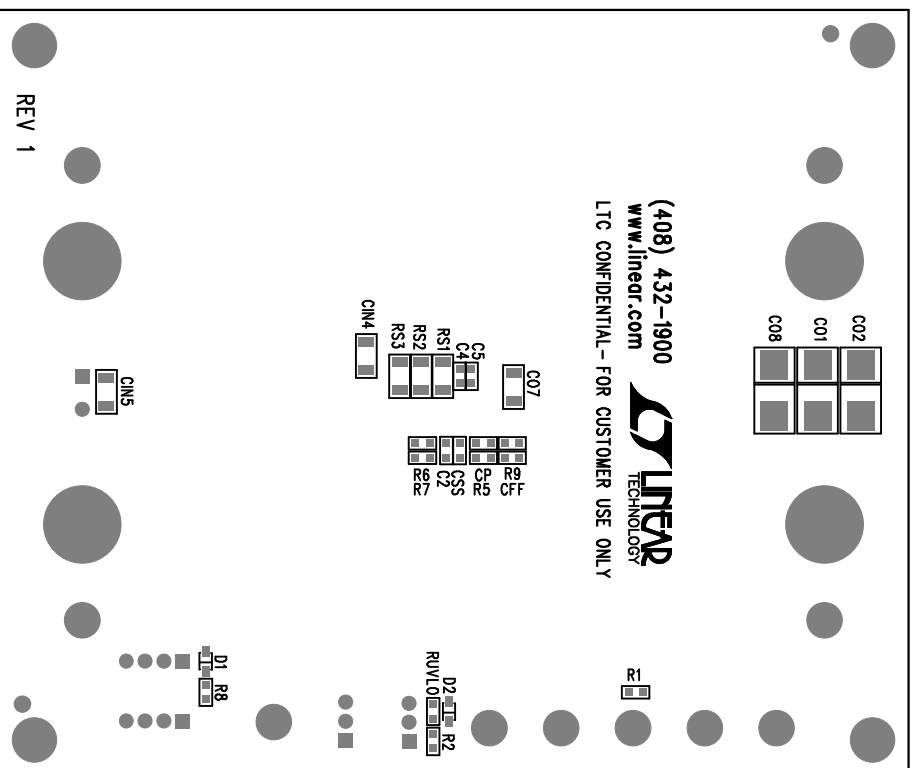 REV 1
(408) 432-1900
www.linear.com
LTC CONFIDENTIAL- FOR CUSTOMER USE ONLY
LINEAR
TECHNOLOGY
CO8
CO1
CO2
CIN4
RS3
RS2
RS1
C4
C5
CO7
CIN5
R6
R7
C2
CSS
CP
R5
R9
CFF
D1
R8
RUVLO
D2
R2
R1